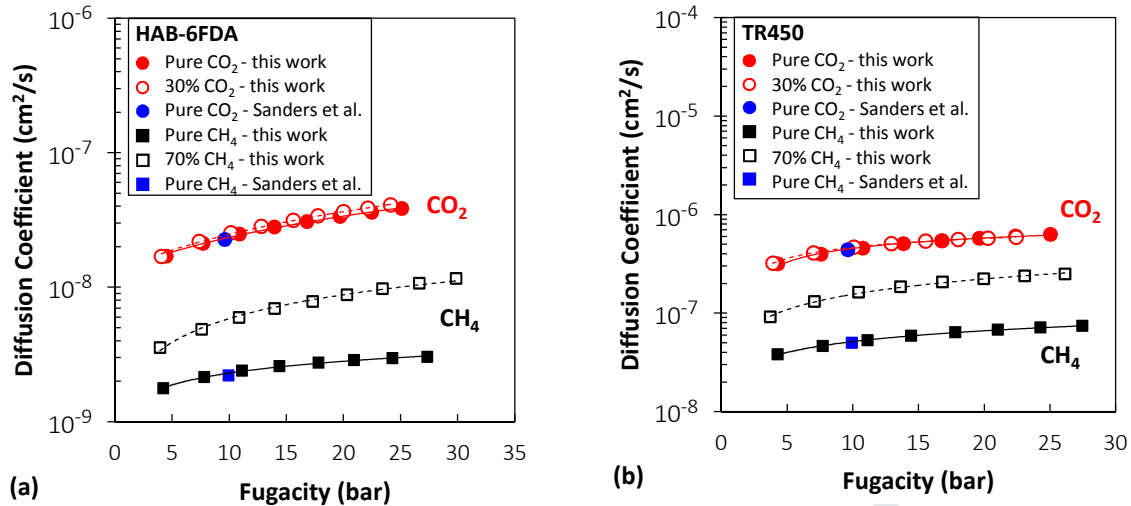 HAB-6FDA
Pure CO₂ - this work
30% CO₂ - this work
Pure CO₂ - Sanders et al.
Pure CH₄ - this work
70% CH₄ - this work
Pure CH₄ - Sanders et al.
10⁻⁶
10⁻⁷
10⁻⁸
10⁻⁹
Diffusion Coefficient (cm²/s)
CO₂
CH₄
0 5 10 15 20 25 30 35
Fugacity (bar)
(a)
TR450
Pure CO₂ - this work
30% CO₂ - this work
Pure CO₂ - Sanders et al.
Pure CH₄ - this work
70% CH₄ - this work
Pure CH₄ - Sanders et al.
10⁻⁴
10⁻⁵
10⁻⁶
10⁻⁷
10⁻⁸
Diffusion Coefficient (cm²/s)
CO₂
CH₄
0 5 10 15 20 25 30
Fugacity (bar)
(b)